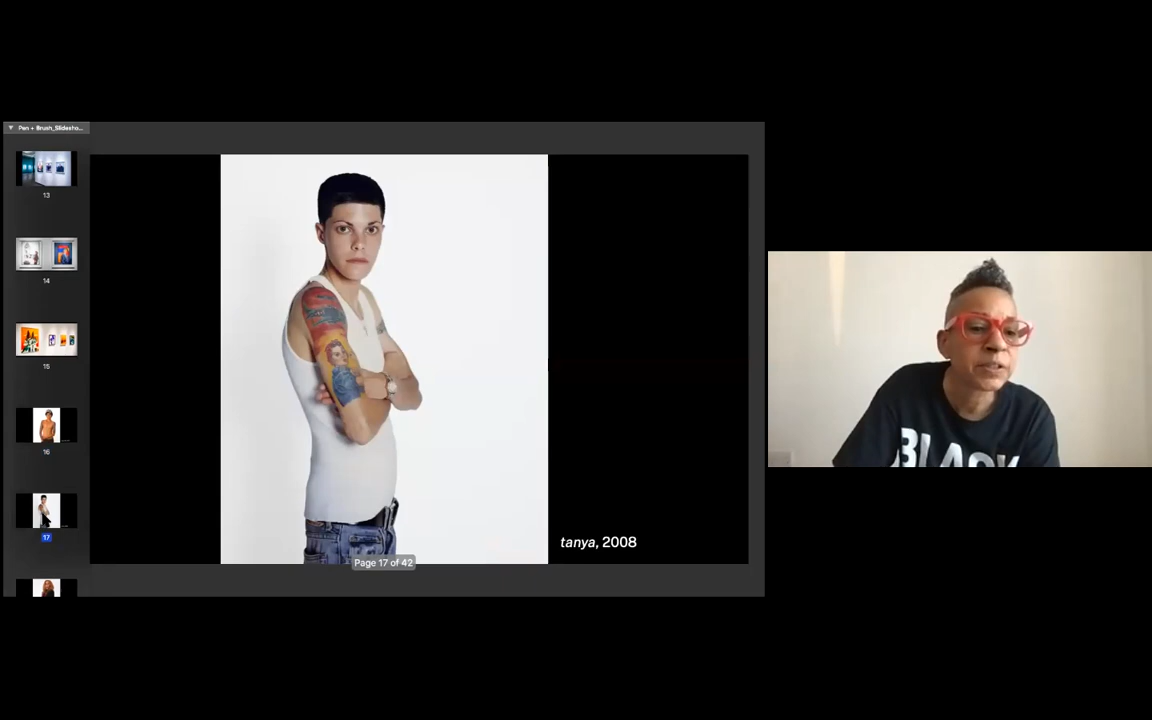 Pen + Brush_Slidesho...
13
14
15
16
17
tanya, 2008
Page 17 of 42
BLACK